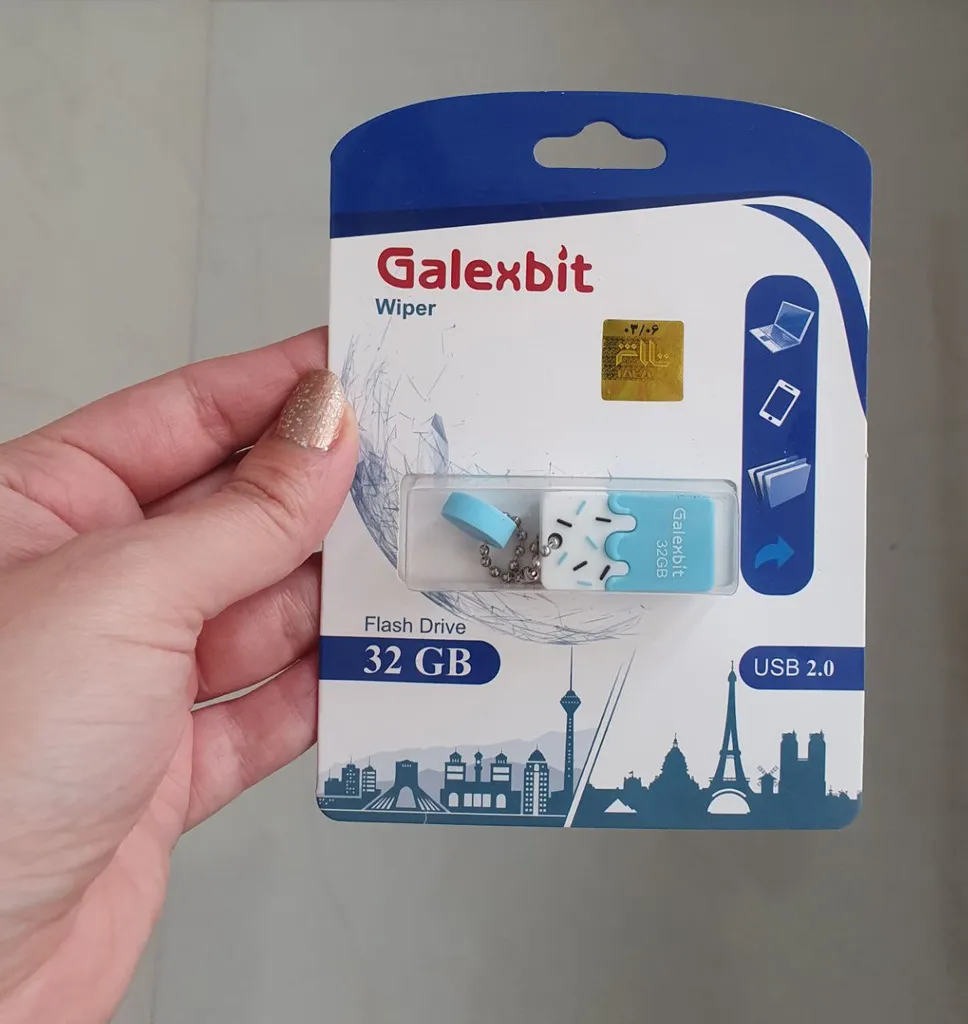 Galexbit
Wiper
۰۳/۰۶
Galexbit
32GB
Flash Drive
32 GB
USB 2.0